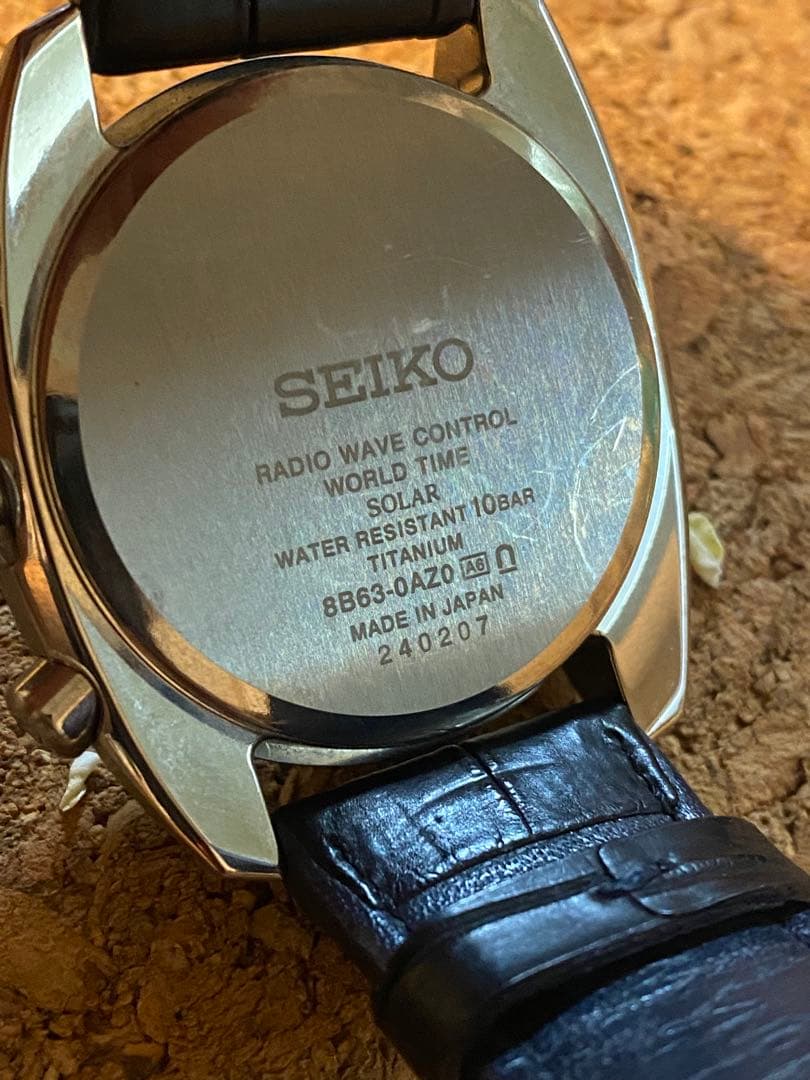 SEIKO
RADIO WAVE CONTROL
WORLD TIME
SOLAR
WATER RESISTANT 10BAR
TITANIUM
8B63-0AZ0 A6
MADE IN JAPAN
240207